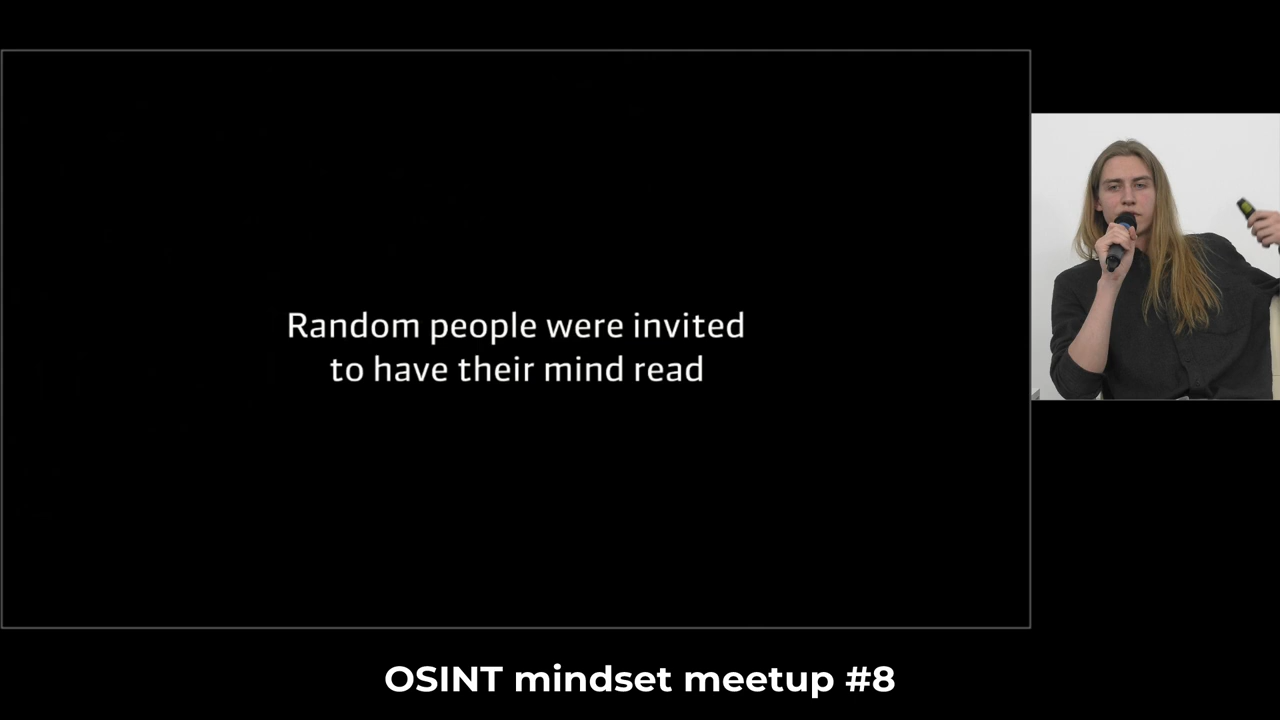 Random people were invited
to have their mind read
OSINT mindset meetup #8